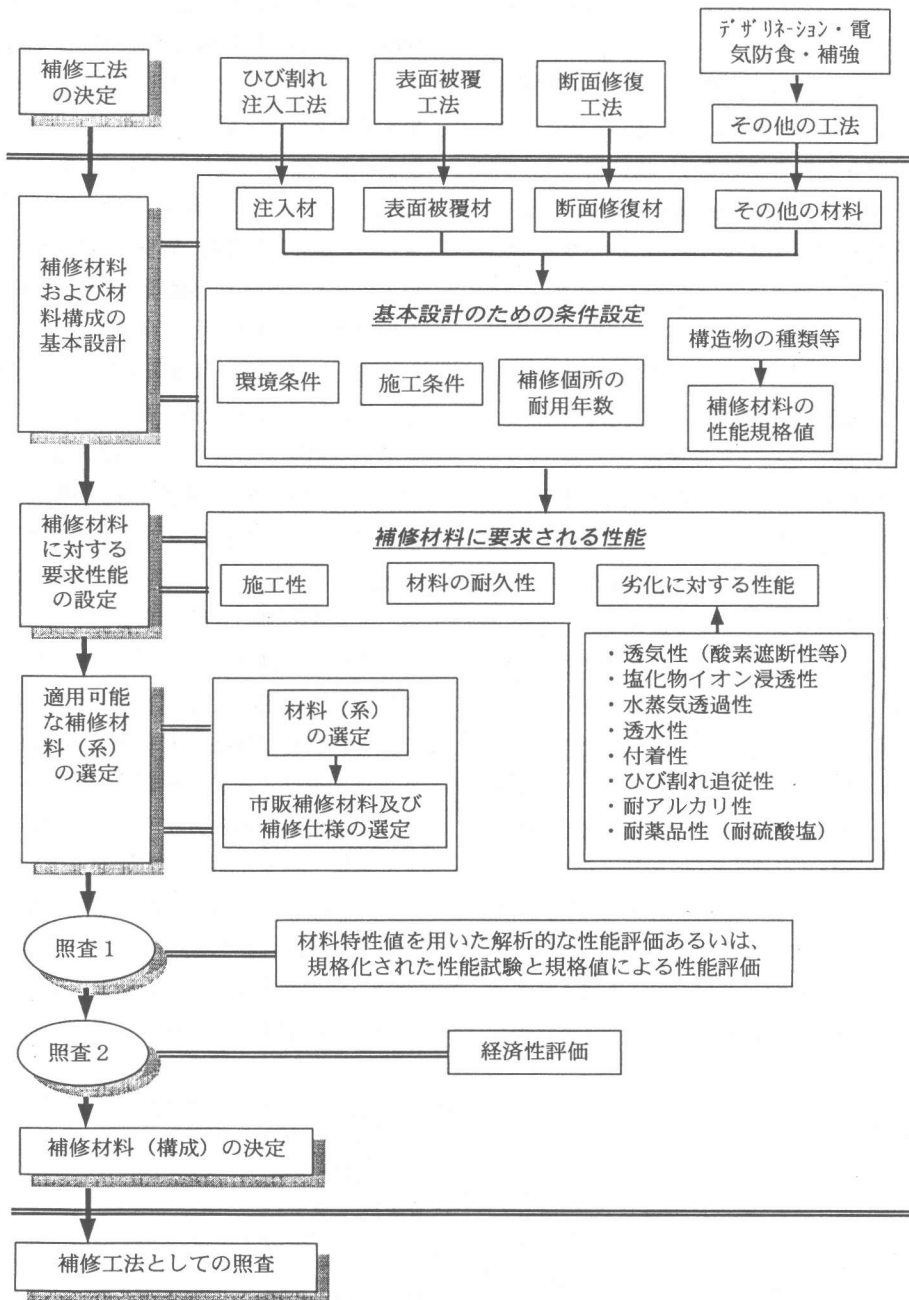 補修工法
の決定
ひび割れ
注入工法
表面被覆
工法
断面修復
工法
デザリネーション・電
気防食・補強
その他の工法
補修材料
および材
料構成の
基本設計
注入材
表面被覆材
断面修復材
その他の材料
基本設計のための条件設定
環境条件
施工条件
補修個所の
耐用年数
構造物の種類等
補修材料の
性能規格値
補修材料
に対する
要求性能
の設定
補修材料に要求される性能
施工性
材料の耐久性
劣化に対する性能
・透気性（酸素遮断性等）
・塩化物イオン浸透性
・水蒸気透過性
・透水性
・付着性
・ひび割れ追従性
・耐アルカリ性
・耐薬品性（耐硫酸塩）
適用可能
な補修材
料（系）
の選定
材料（系）
の選定
市販補修材料及び
補修仕様の選定
照査１
材料特性値を用いた解析的な性能評価あるいは、
規格化された性能試験と規格値による性能評価
照査２
経済性評価
補修材料（構成）の決定
補修工法としての照査